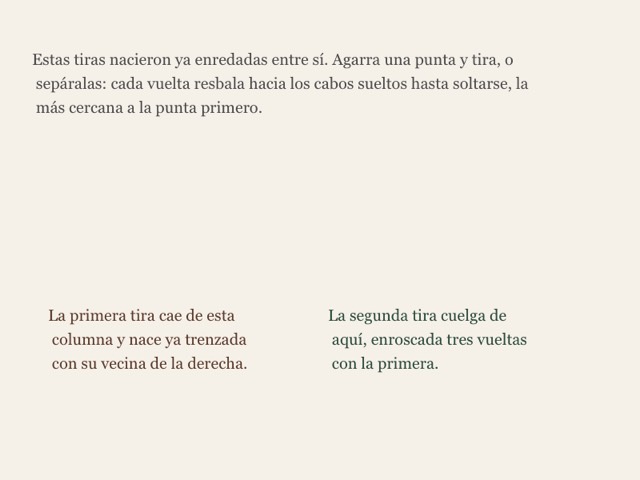 Estas tiras nacieron ya enredadas entre sí. Agarra una punta y tira, o
sepáralas: cada vuelta resbala hacia los cabos sueltos hasta soltarse, la
más cercana a la punta primero.
La primera tira cae de esta
columna y nace ya trenzada
con su vecina de la derecha.
La segunda tira cuelga de
aquí, enroscada tres vueltas
con la primera.